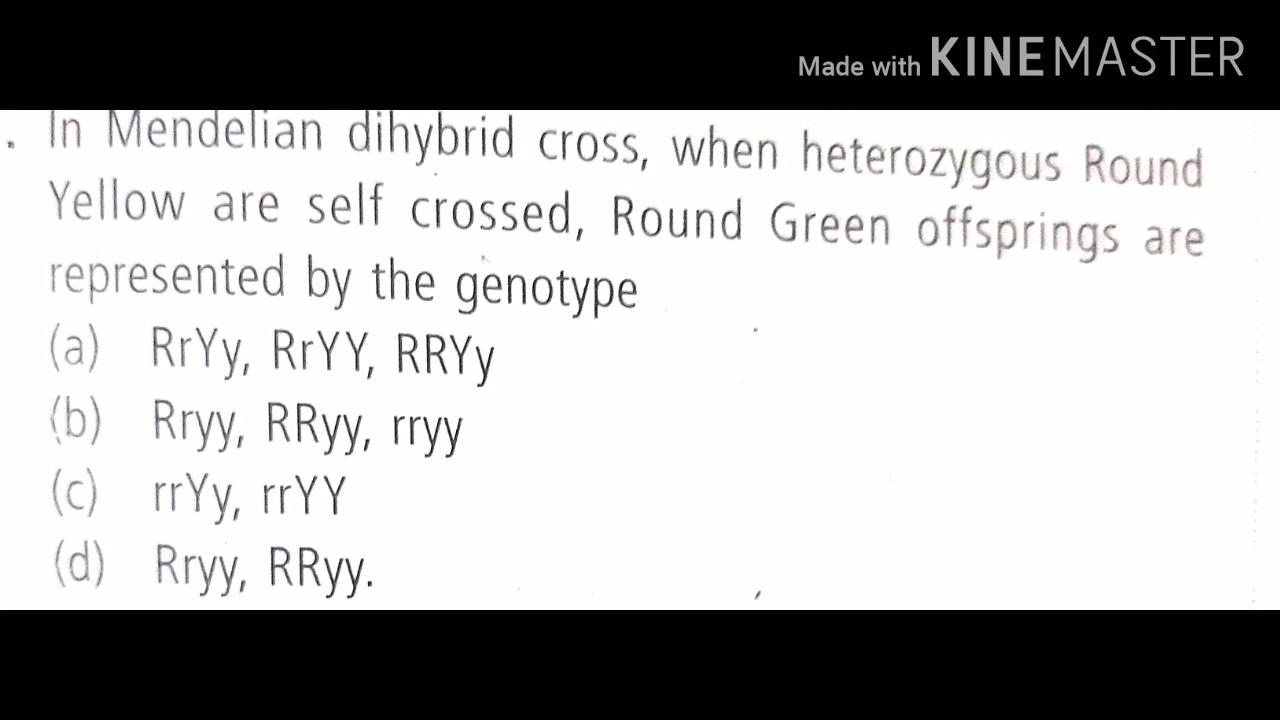 Made with KINEMASTER
. In Mendelian dihybrid cross, when heterozygous Round
Yellow are self crossed, Round Green offsprings are
represented by the genotype
(a) RrYy, RrYY, RRYy
(b) Rryy, RRyy, rryy
(c) rrYy, rrYY
(d) Rryy, RRyy.